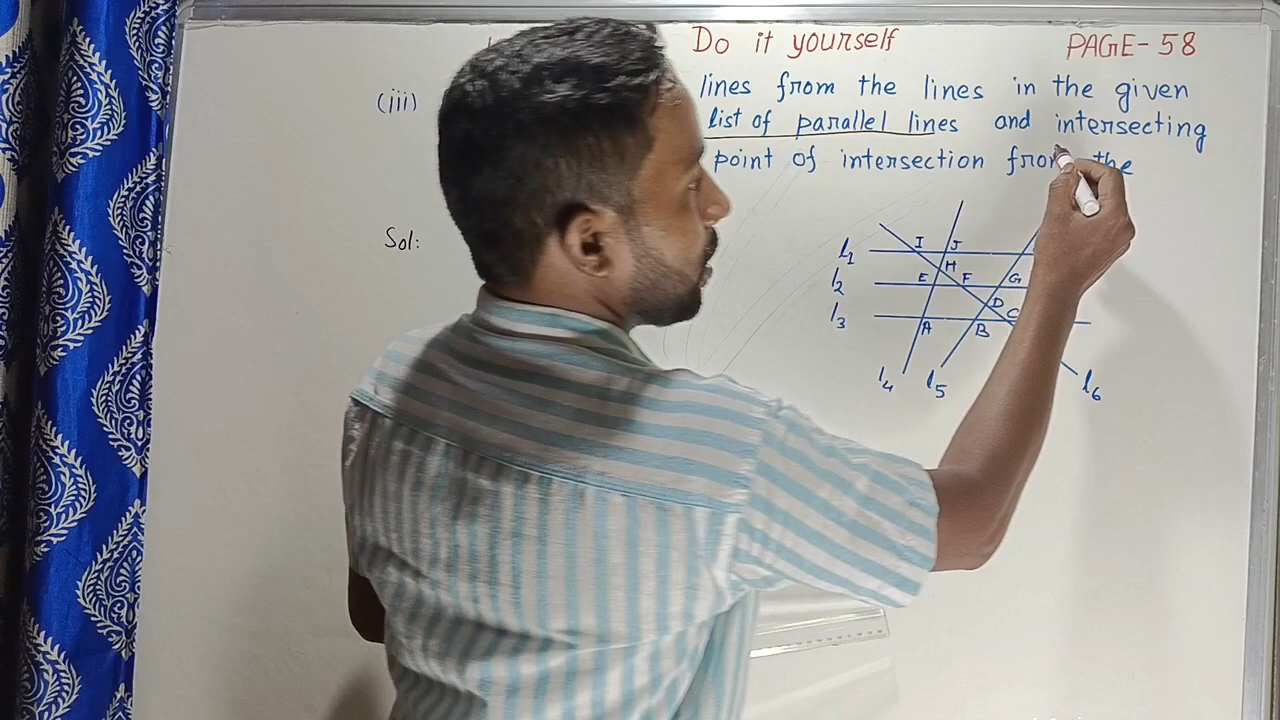 Do it yourself PAGE-58
(iii) lines from the lines in the given
list of parallel lines and intersecting
point of intersection from the
Sol:
l₁ I J
H
l₂ E F G
D
l₃ A B C
l₄ l₅ l₆